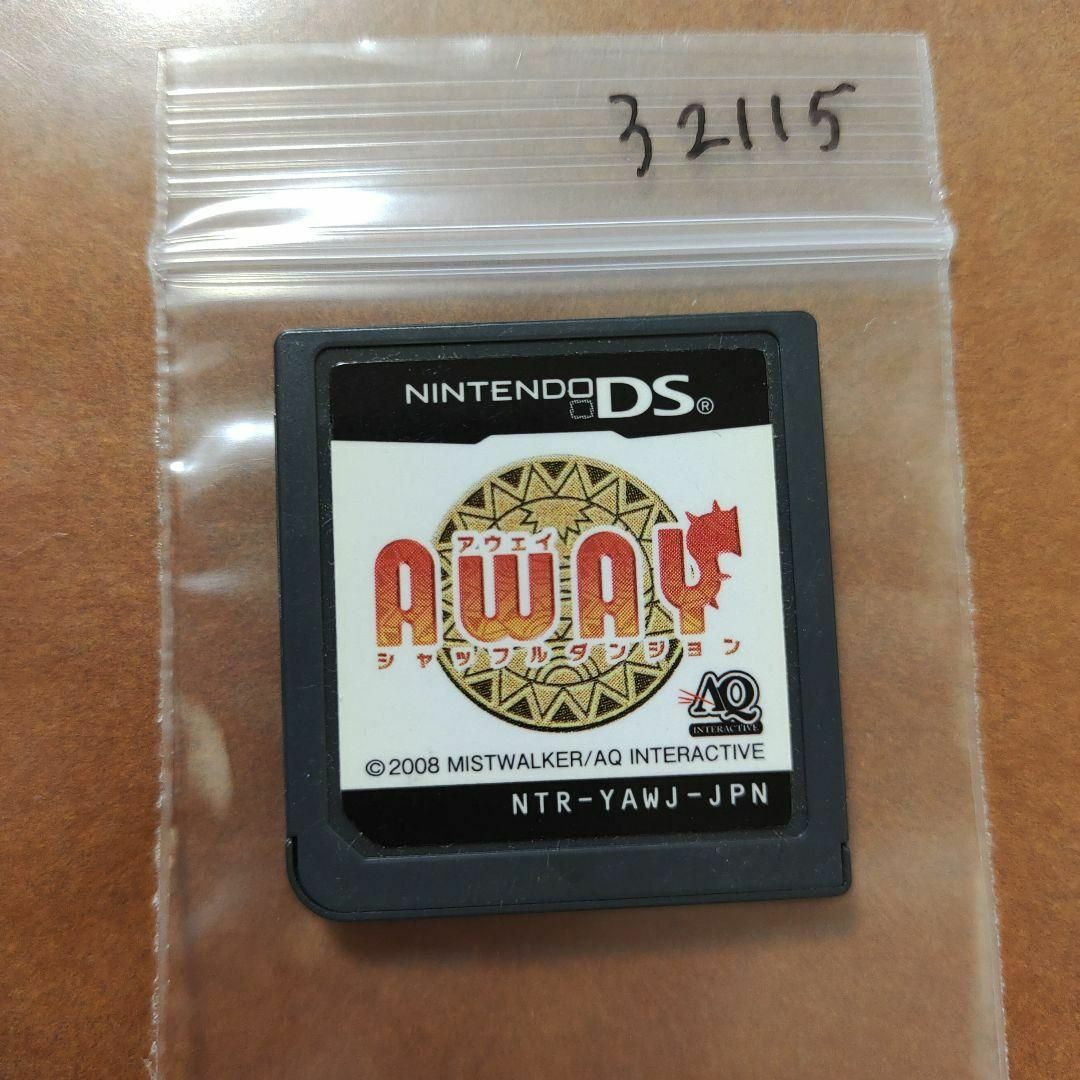 32115
NINTENDO DS®
アウェイ
AWAY
シャッフルダンジョン
AQ
INTERACTIVE
©2008 MISTWALKER/AQ INTERACTIVE
NTR-YAWJ-JPN